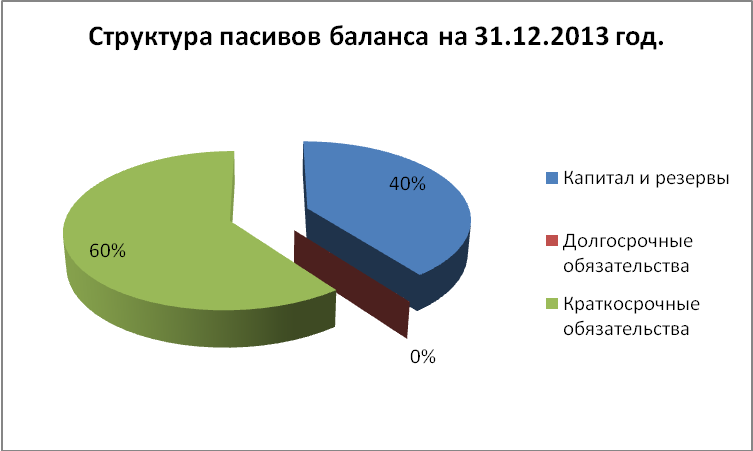 Структура пасивов баланса на 31.12.2013 год.
40%
60%
0%
Капитал и резервы
Долгосрочные
обязательства
Краткосрочные
обязательства